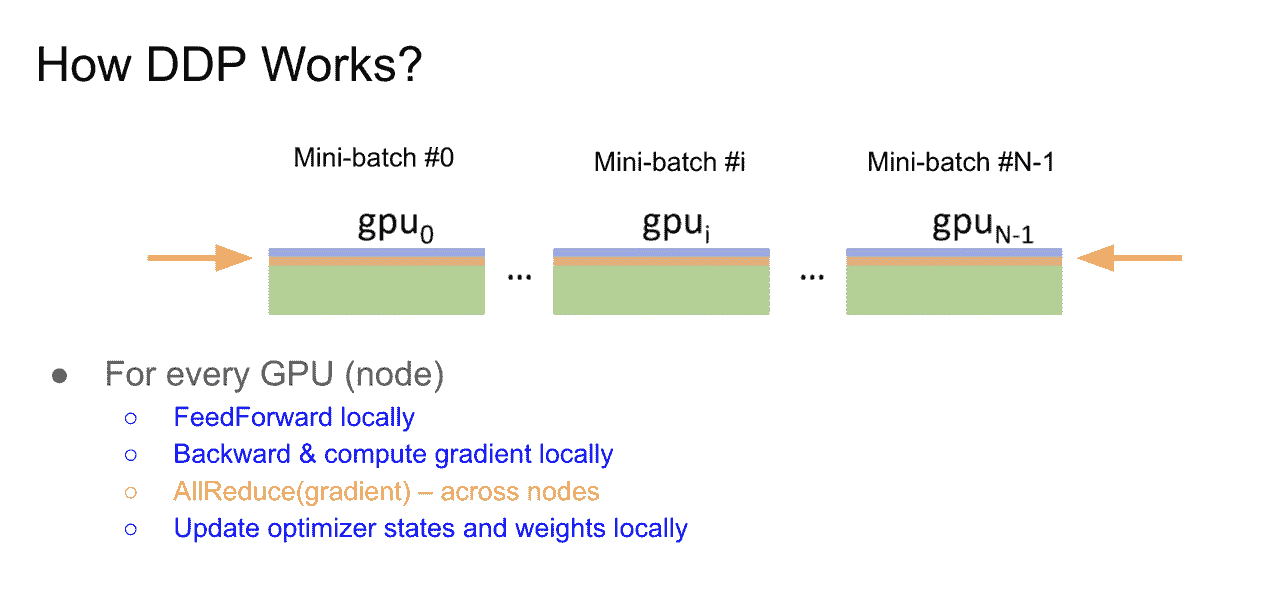 How DDP Works?
Mini-batch #0
Mini-batch #i
Mini-batch #N-1
gpu0
gpui
gpuN-1
...
...
● For every GPU (node)
○ FeedForward locally
○ Backward & compute gradient locally
○ AllReduce(gradient) – across nodes
○ Update optimizer states and weights locally